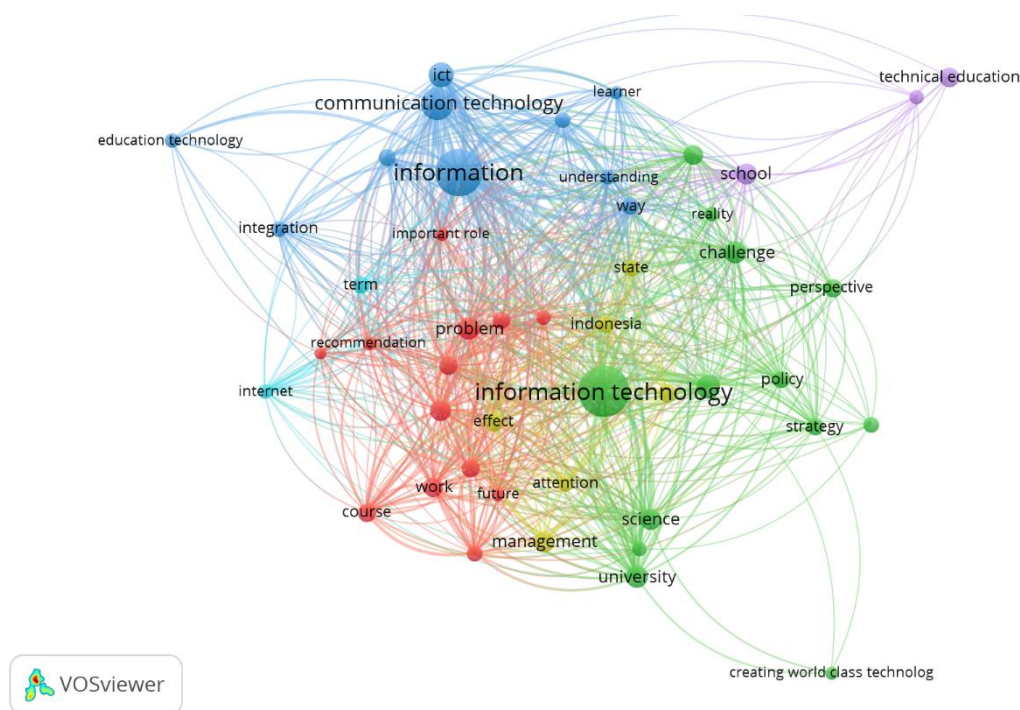 ict
technical education
communication technology
learner
education technology
information
understanding
school
way
reality
integration
important role
challenge
state
term
perspective
problem
indonesia
recommendation
policy
internet
information technology
effect
strategy
work
attention
future
course
science
management
university
creating world class technolog
VOSviewer